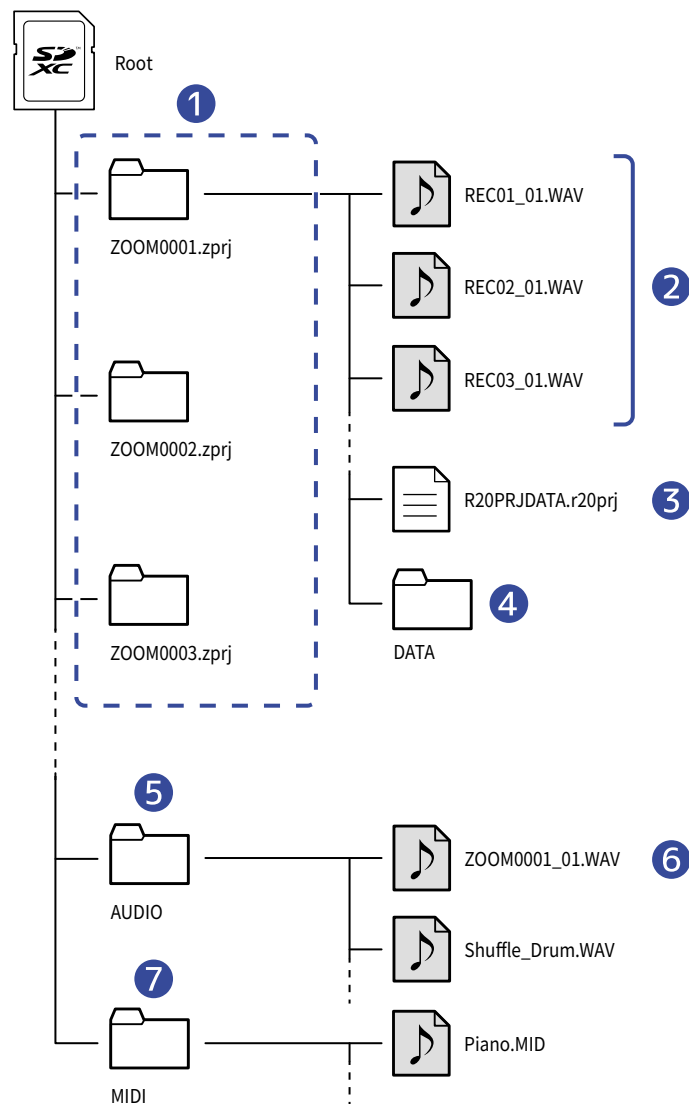 SD
XC
TM
Root
1
ZOOM0001.zprj
REC01_01.WAV
REC02_01.WAV
2
REC03_01.WAV
ZOOM0002.zprj
R20PRJDATA.r20prj
3
ZOOM0003.zprj
DATA
4
5
AUDIO
ZOOM0001_01.WAV
6
Shuffle_Drum.WAV
7
MIDI
Piano.MID